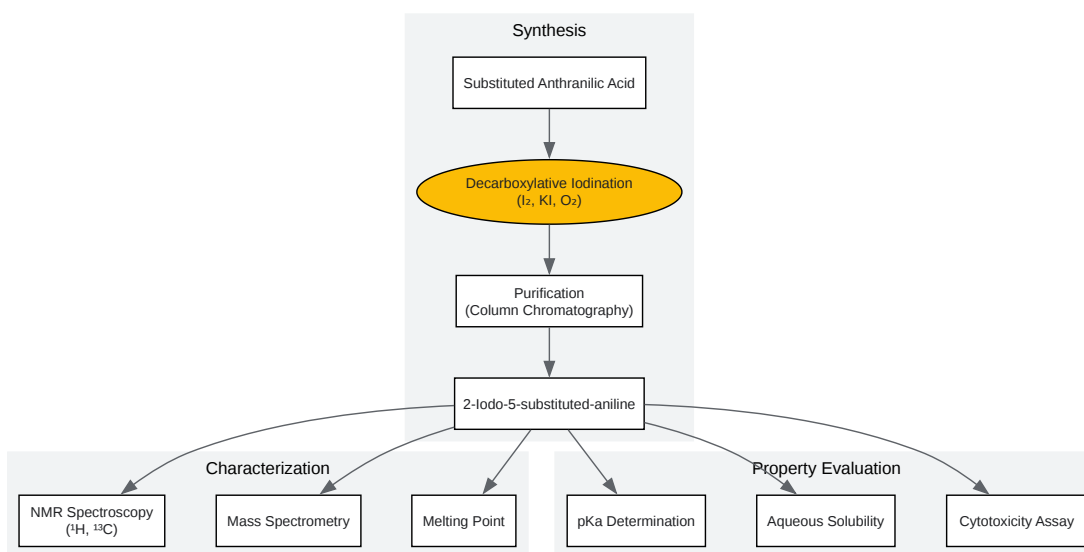 Synthesis
Substituted Anthranilic Acid
Decarboxylative Iodination
(I₂, KI, O₂)
Purification
(Column Chromatography)
2-Iodo-5-substituted-aniline
Characterization
Property Evaluation
NMR Spectroscopy
(¹H, ¹³C)
Mass Spectrometry
Melting Point
pKa Determination
Aqueous Solubility
Cytotoxicity Assay